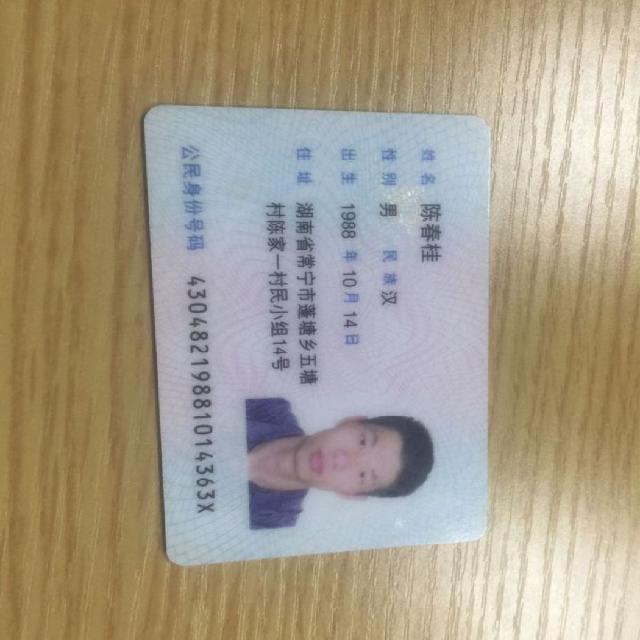 姓名 陈春桂
性别 男 民族 汉
出生 1988 年 10 月 14 日
住址 湖南省常宁市蓬塘乡五塘
村陈家一村民小组14号
公民身份号码 43048219881014363X